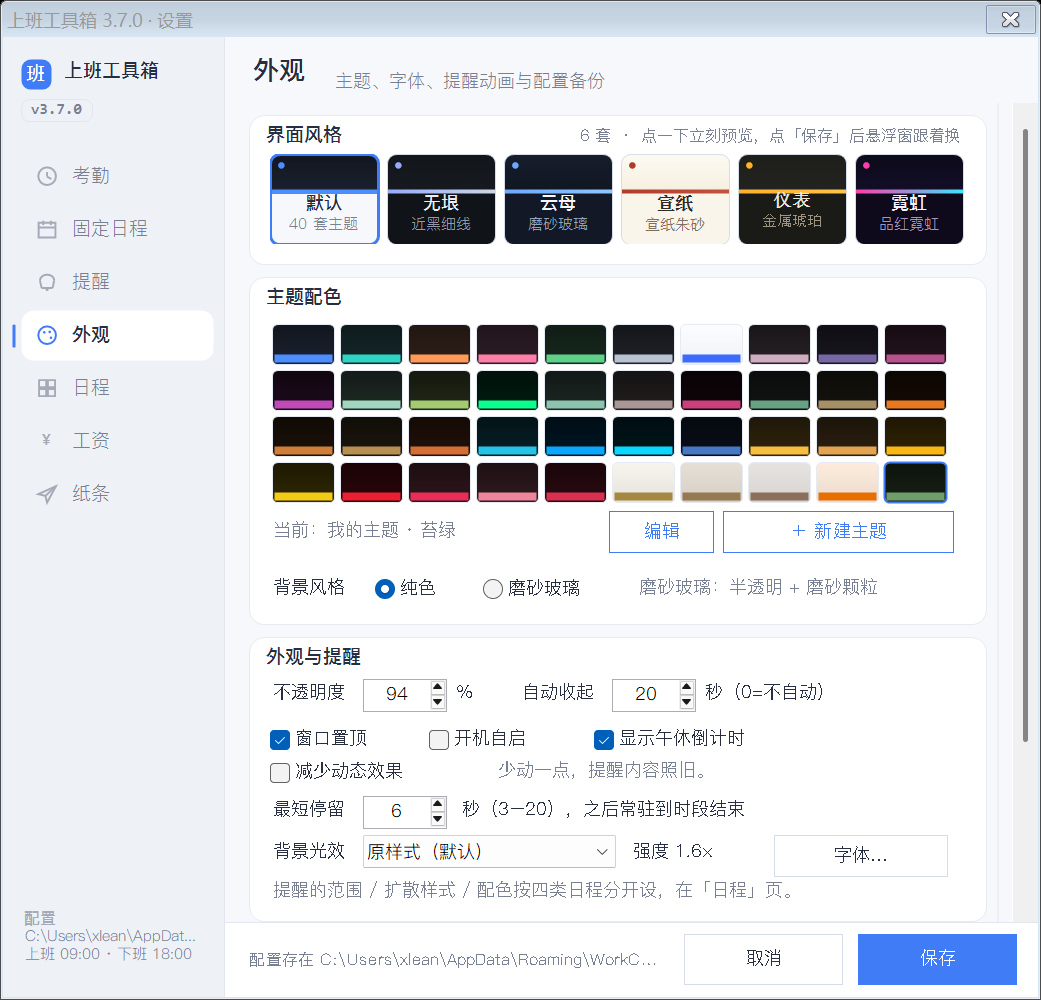 上班工具箱 3.7.0 · 设置
班 上班工具箱
v3.7.0
考勤
固定日程
提醒
外观
日程
¥ 工资
纸条
配置
C:\Users\xlean\AppDat...
上班 09:00 · 下班 18:00
外观 主题、字体、提醒动画与配置备份
界面风格 6 套 · 点一下立刻预览，点「保存」后悬浮窗跟着换
默认 无垠 云母 宣纸 仪表 霓虹
40 套主题 近黑细线 磨砂玻璃 宣纸朱砂 金属琥珀 品红霓虹
主题配色
当前: 我的主题 · 苔绿 编辑 + 新建主题
背景风格 纯色 磨砂玻璃 磨砂玻璃: 半透明 + 磨砂颗粒
外观与提醒
不透明度 94 % 自动收起 20 秒（0=不自动）
窗口置顶 开机自启 显示午休倒计时
减少动态效果 少动一点，提醒内容照旧。
最短停留 6 秒（3—20），之后常驻到时段结束
背景光效 原样式（默认） 强度 1.6× 字体...
提醒的范围 / 扩散样式 / 配色按四类日程分开设，在「日程」页。
配置存在 C:\Users\xlean\AppData\Roaming\WorkC... 取消 保存